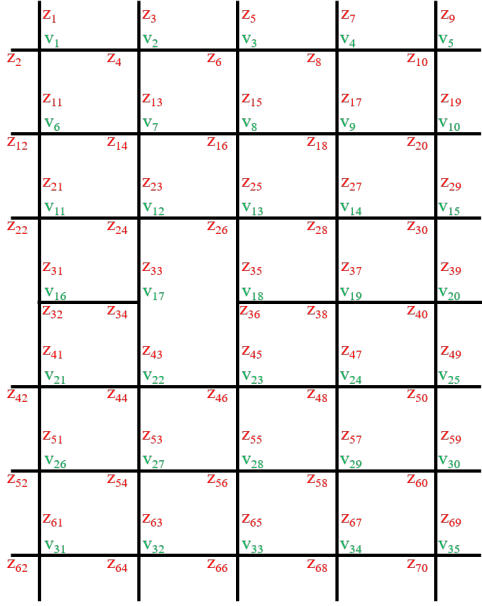 z₁ z₃ z₅ z₇ z₉
v₁ v₂ v₃ v₄ v₅
z₂ z₄ z₆ z₈ z₁₀
z₁₁ z₁₃ z₁₅ z₁₇ z₁₉
v₆ v₇ v₈ v₉ v₁₀
z₁₂ z₁₄ z₁₆ z₁₈ z₂₀
z₂₁ z₂₃ z₂₅ z₂₇ z₂₉
v₁₁ v₁₂ v₁₃ v₁₄ v₁₅
z₂₂ z₂₄ z₂₆ z₂₈ z₃₀
z₃₁ z₃₃ z₃₅ z₃₇ z₃₉
v₁₆ v₁₇ v₁₈ v₁₉ v₂₀
z₃₂ z₃₄ z₃₆ z₃₈ z₄₀
z₄₁ z₄₃ z₄₅ z₄₇ z₄₉
v₂₁ v₂₂ v₂₃ v₂₄ v₂₅
z₄₂ z₄₄ z₄₆ z₄₈ z₅₀
z₅₁ z₅₃ z₅₅ z₅₇ z₅₉
v₂₆ v₂₇ v₂₈ v₂₉ v₃₀
z₅₂ z₅₄ z₅₆ z₅₈ z₆₀
z₆₁ z₆₃ z₆₅ z₆₇ z₆₉
v₃₁ v₃₂ v₃₃ v₃₄ v₃₅
z₆₂ z₆₄ z₆₆ z₆₈ z₇₀